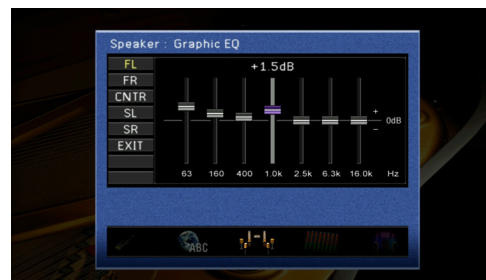 Speaker : Graphic EQ
FL
FR
CNTR
SL
SR
EXIT
+1.5dB
+
0dB
−
63 160 400 1.0k 2.5k 6.3k 16.0k Hz
ABC